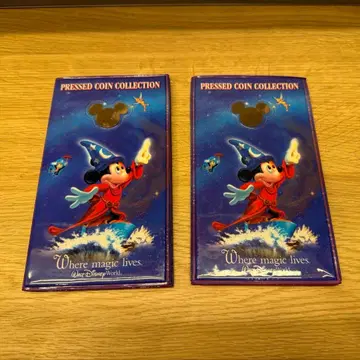 PRESSED COIN COLLECTION
Where magic lives.
Walt Disney World.
PRESSED COIN COLLECTION
Where magic lives.
Walt Disney World.